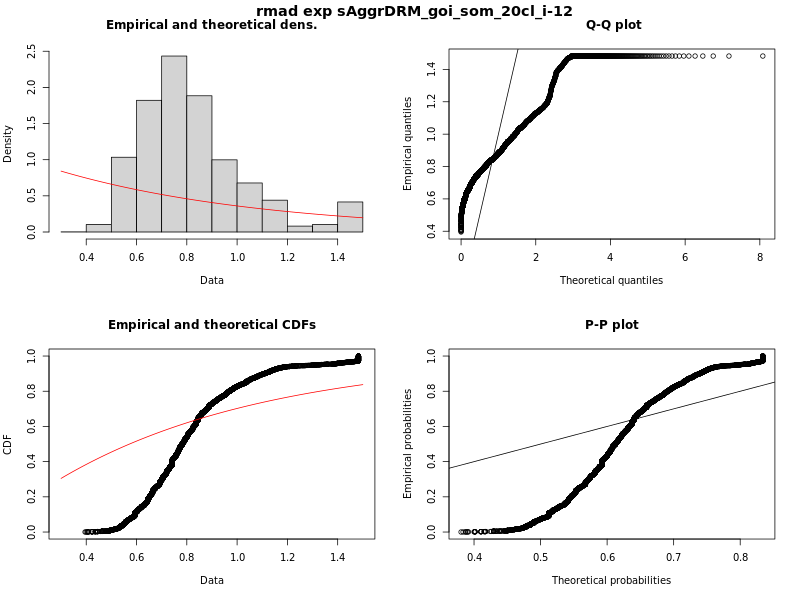 rmad exp sAggrDRM_goi_som_20cl_i-12
Empirical and theoretical dens.
Density
0.0 0.5 1.0 1.5 2.0 2.5
0.4 0.6 0.8 1.0 1.2 1.4
Data
Q-Q plot
Empirical quantiles
0.4 0.6 0.8 1.0 1.2 1.4
0 2 4 6 8
Theoretical quantiles
Empirical and theoretical CDFs
CDF
0.0 0.2 0.4 0.6 0.8 1.0
0.4 0.6 0.8 1.0 1.2 1.4
Data
P-P plot
Empirical probabilities
0.0 0.2 0.4 0.6 0.8 1.0
0.4 0.5 0.6 0.7 0.8
Theoretical probabilities